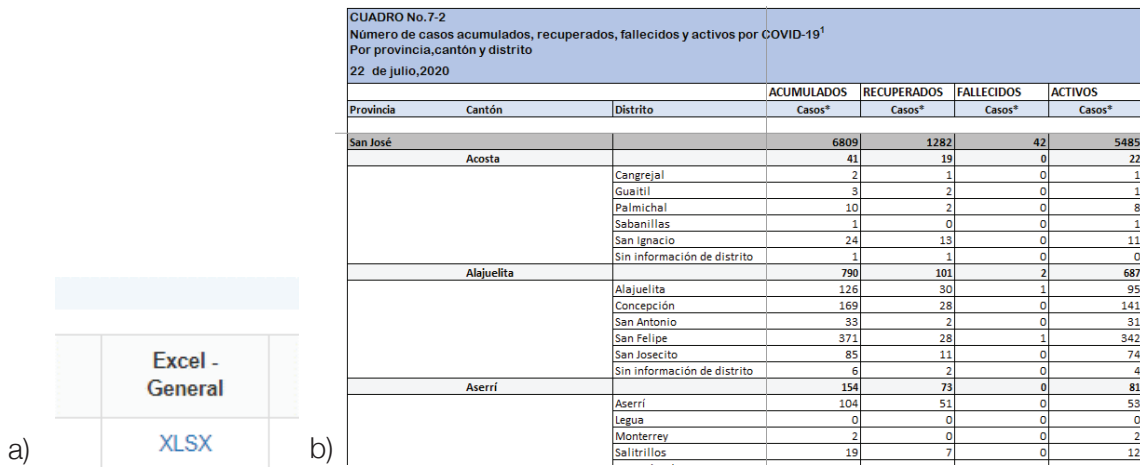 CUADRO No.7-2
Número de casos acumulados, recuperados, fallecidos y activos por COVID-19¹
Por provincia,cantón y distrito
22 de julio,2020
ACUMULADOS RECUPERADOS FALLECIDOS ACTIVOS
Provincia Cantón Distrito Casos* Casos* Casos* Casos*
San José 6809 1282 42 5485
Acosta 41 19 0 22
Cangrejal 2 1 0 1
Guaitil 3 2 0 1
Palmichal 10 2 0 8
Sabanillas 1 0 0 1
San Ignacio 24 13 0 11
Sin información de distrito 1 1 0 0
Alajuelita 790 101 2 687
Alajuelita 126 30 1 95
Concepción 169 28 0 141
San Antonio 33 2 0 31
San Felipe 371 28 1 342
San Josecito 85 11 0 74
Sin información de distrito 6 2 0 4
Aserrí 154 73 0 81
Aserrí 104 51 0 53
Legua 0 0 0 0
Monterrey 2 0 0 2
Salitrillos 19 7 0 12
Excel -
General
XLSX
a)
b)